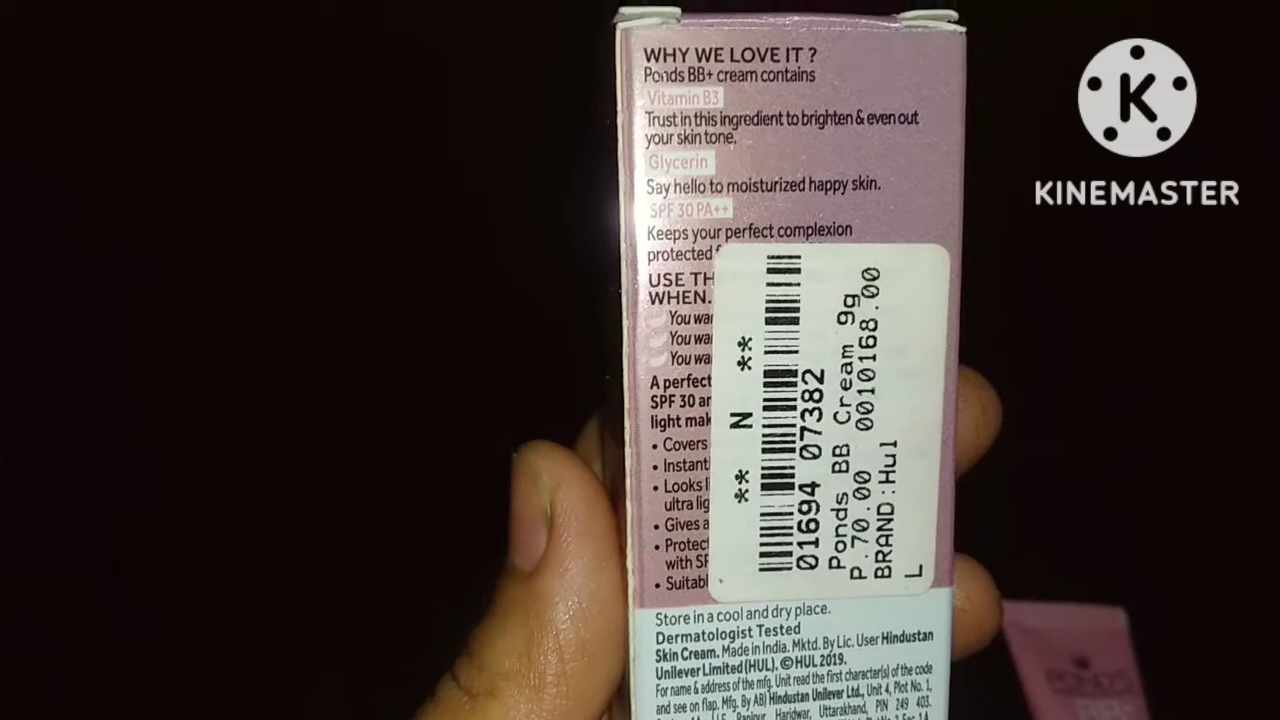 WHY WE LOVE IT ?
Ponds BB+ cream contains
Vitamin B3
Trust in this ingredient to brighten & even out
your skin tone.
Glycerin
Say hello to moisturized happy skin.
SPF 30 PA++
Keeps your perfect complexion
protected
USE TH
WHEN.
You wa
You wa
You wa
A perfect
SPF 30 an
light mak
• Covers
• Instant
• Looks l
ultra lig
• Gives a
• Protec
with SP
• Suitabl
** N **
01694 07382
Ponds BB Cream 9g
P.70.00 0010168.00
BRAND:Hul
L
Store in a cool and dry place.
Dermatologist Tested
Skin Cream. Made in India. Mktd. By Lic. User Hindustan
Unilever Limited (HUL). ©HUL 2019.
For name & address of the mfg. Unit read the first character(s) of the code
and see on flap. Mfg. By AB) Hindustan Unilever Ltd., Unit 4, Plot No. 1,
Haridwar, Uttarakhand, PIN 249 403.
K
KINEMASTER
POND'S